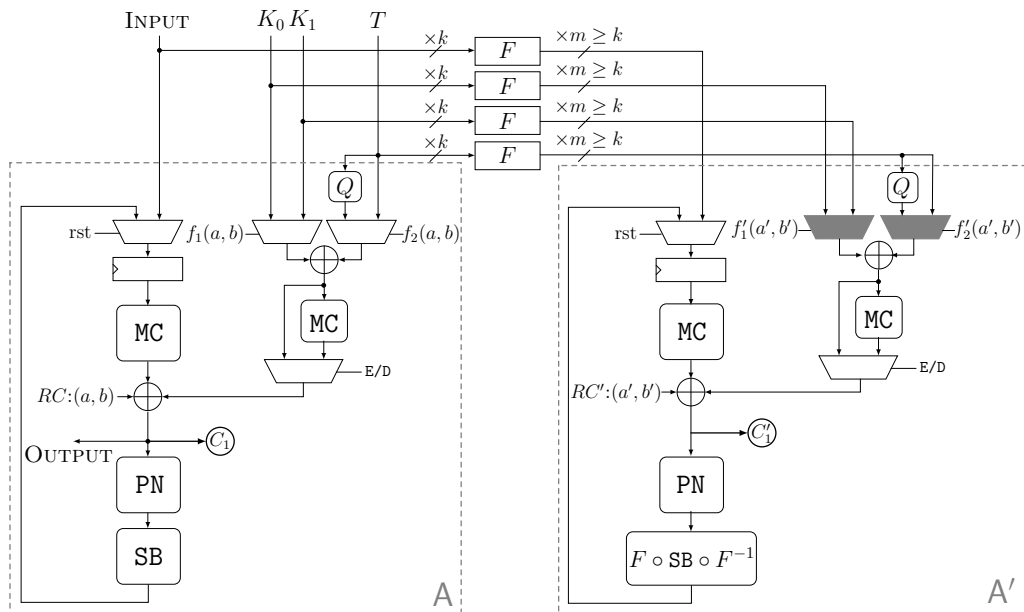 INPUT K₀ K₁ T
×k F ×m ≥ k
×k F ×m ≥ k
×k F ×m ≥ k
×k F ×m ≥ k
Q Q
rst f₁(a, b) f₂(a, b) rst f′₁(a′, b′) f′₂(a′, b′)
MC MC MC MC
E/D E/D
RC:(a, b) RC′:(a′, b′)
C₁ C′₁
OUTPUT
PN PN
SB F ∘ SB ∘ F⁻¹
A A′